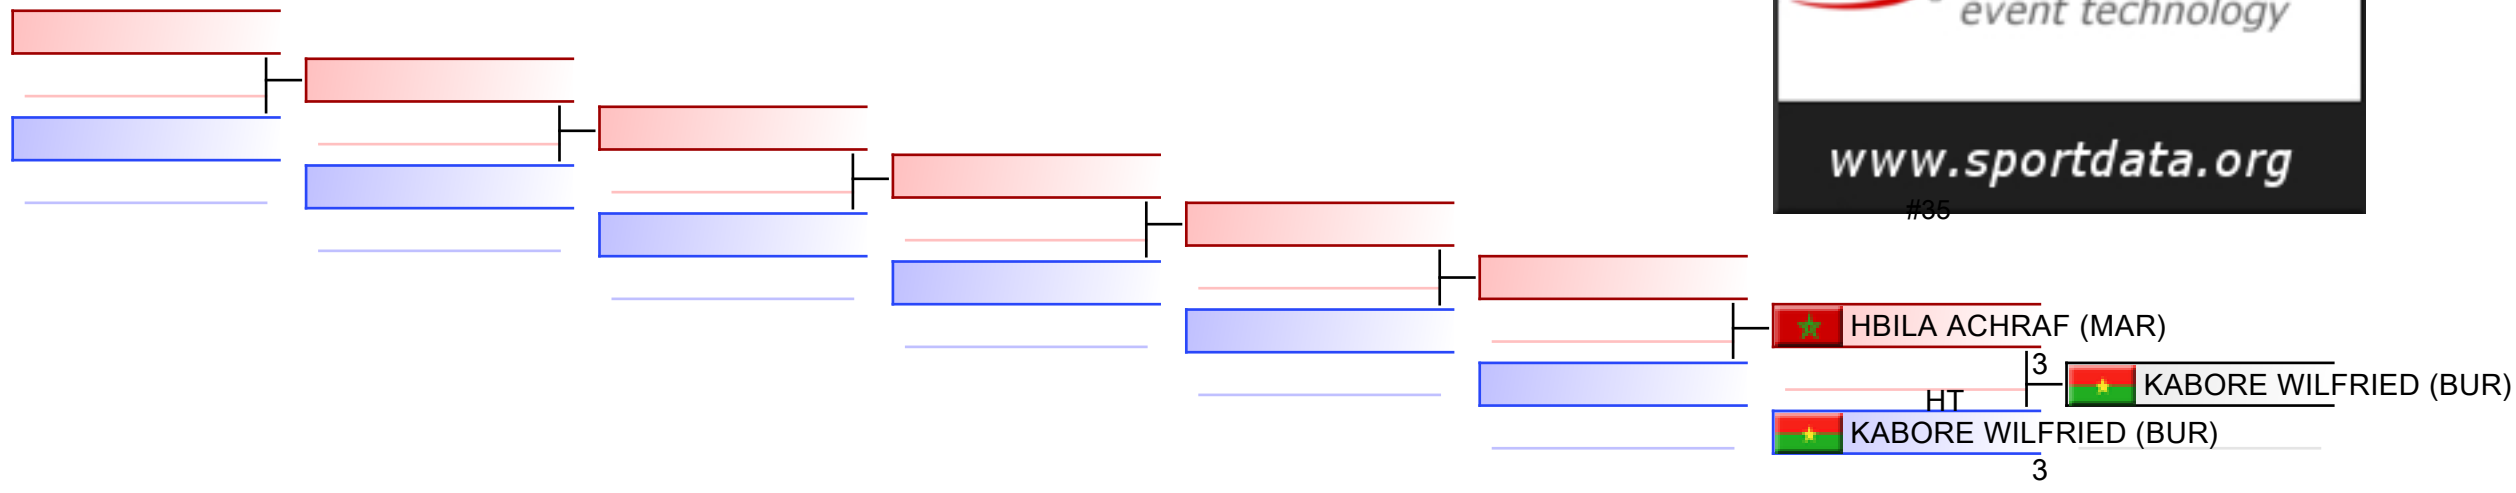 event technology
www.sportdata.org
#35
HBILA ACHRAF (MAR)
3
KABORE WILFRIED (BUR)
HT
KABORE WILFRIED (BUR)
3